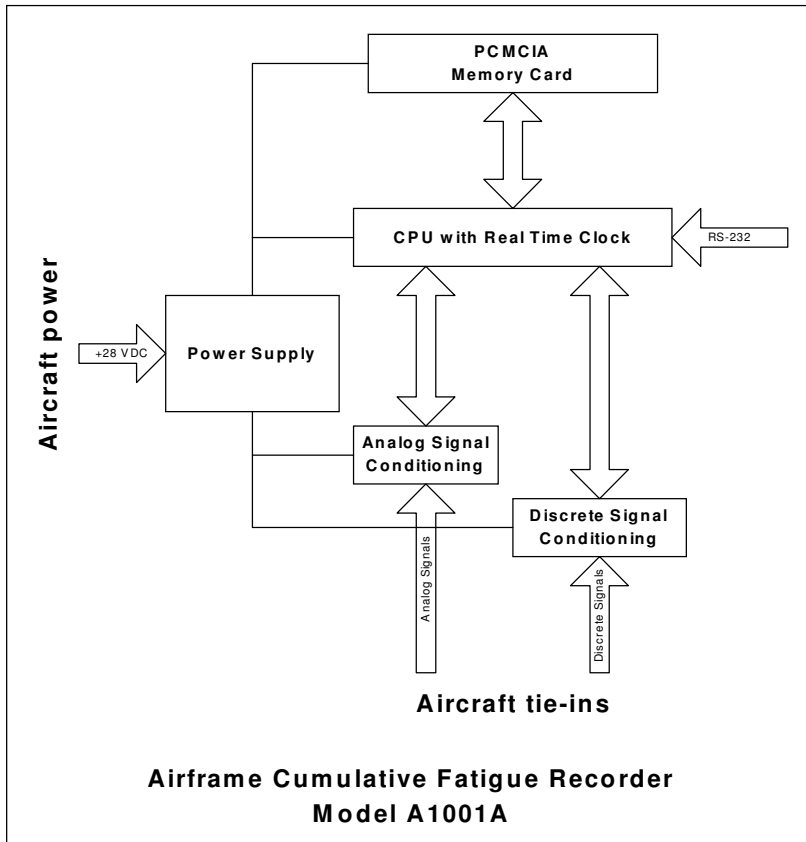 PCMCIA
Memory Card
CPU with Real Time Clock
RS-232
Aircraft power
+28 VDC
Power Supply
Analog Signal
Conditioning
Discrete Signal
Conditioning
Analog Signals
Discrete Signals
Aircraft tie-ins
Airframe Cumulative Fatigue Recorder
Model A1001A